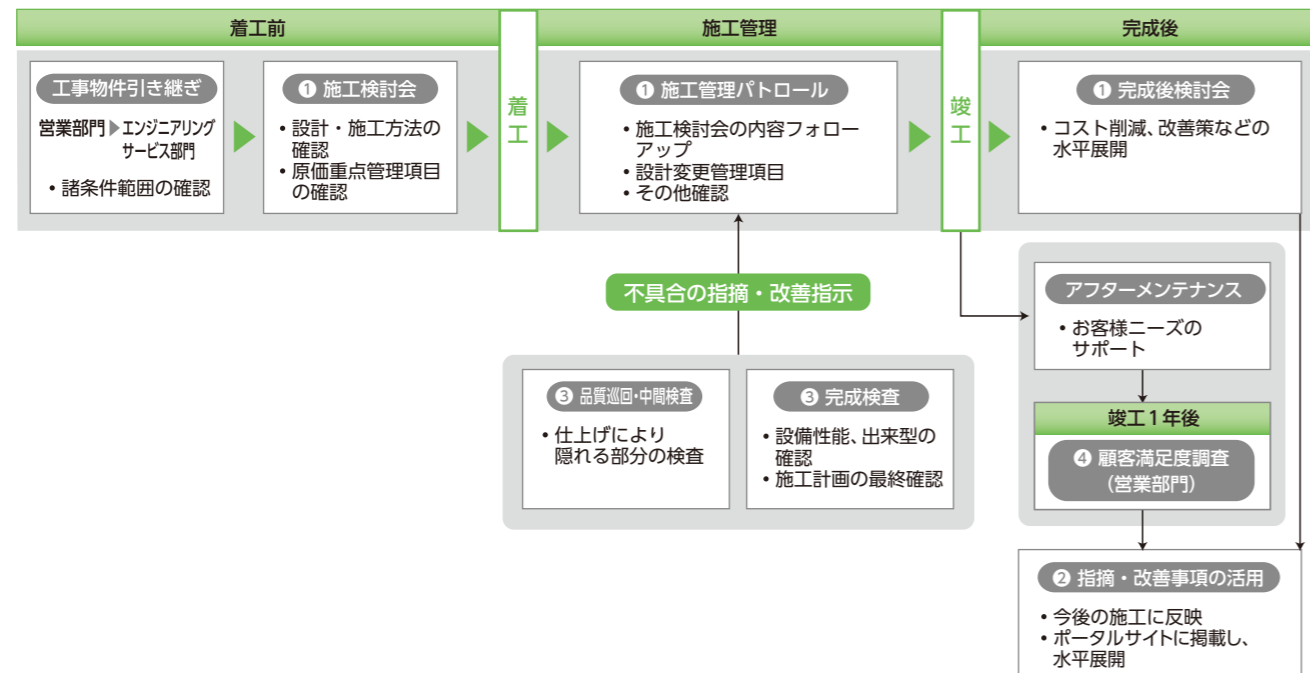 着工前
施工管理
完成後
工事物件引き継ぎ
営業部門▶エンジニアリング
サービス部門
• 諸条件範囲の確認
❶ 施工検討会
• 設計・施工方法の
確認
• 原価重点管理項目
の確認
着工
❶ 施工管理パトロール
• 施工検討会の内容フォロー
アップ
• 設計変更管理項目
• その他確認
竣工
❶ 完成後検討会
• コスト削減、改善策などの
水平展開
不具合の指摘・改善指示
❸ 品質巡回・中間検査
• 仕上げにより
隠れる部分の検査
❸ 完成検査
• 設備性能、出来型の
確認
• 施工計画の最終確認
アフターメンテナンス
• お客様ニーズの
サポート
竣工1年後
❹ 顧客満足度調査
(営業部門)
❷ 指摘・改善事項の活用
• 今後の施工に反映
• ポータルサイトに掲載し、
水平展開